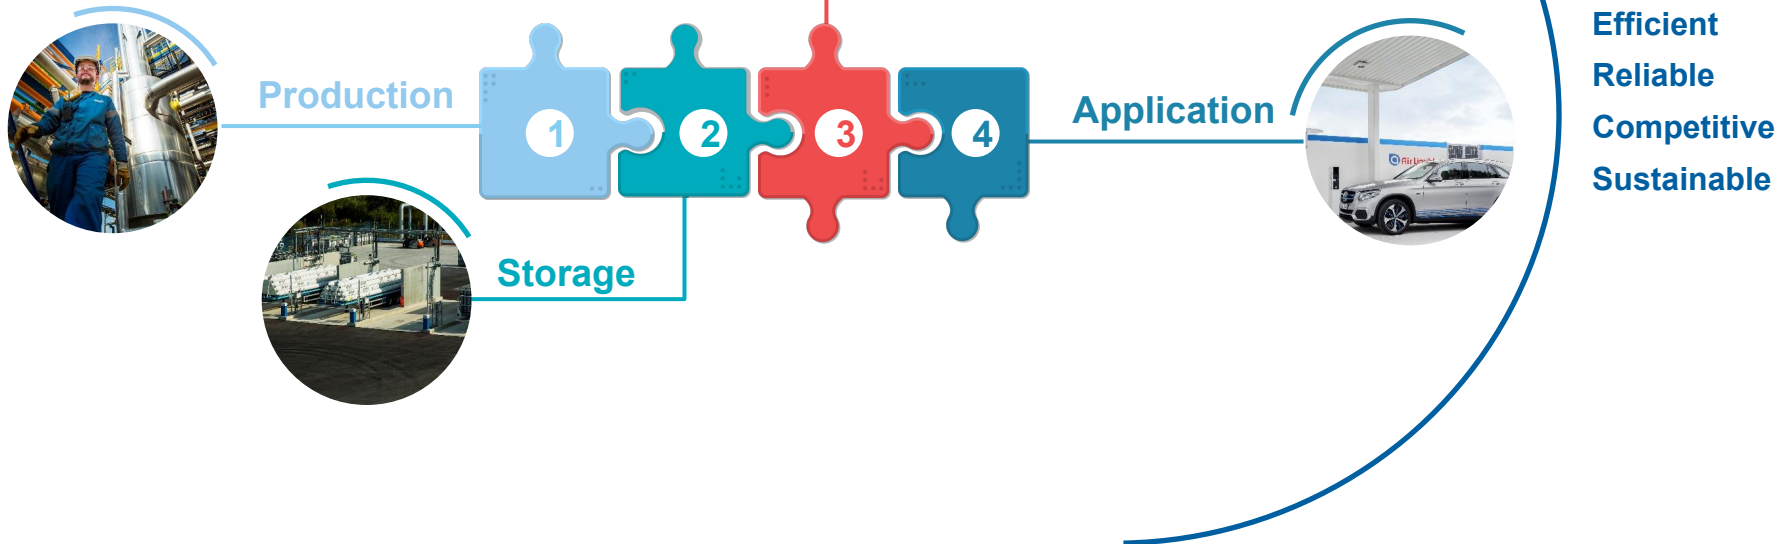 Efficient
Reliable
Competitive
Sustainable
Production
1
2
3
4
Application
Storage